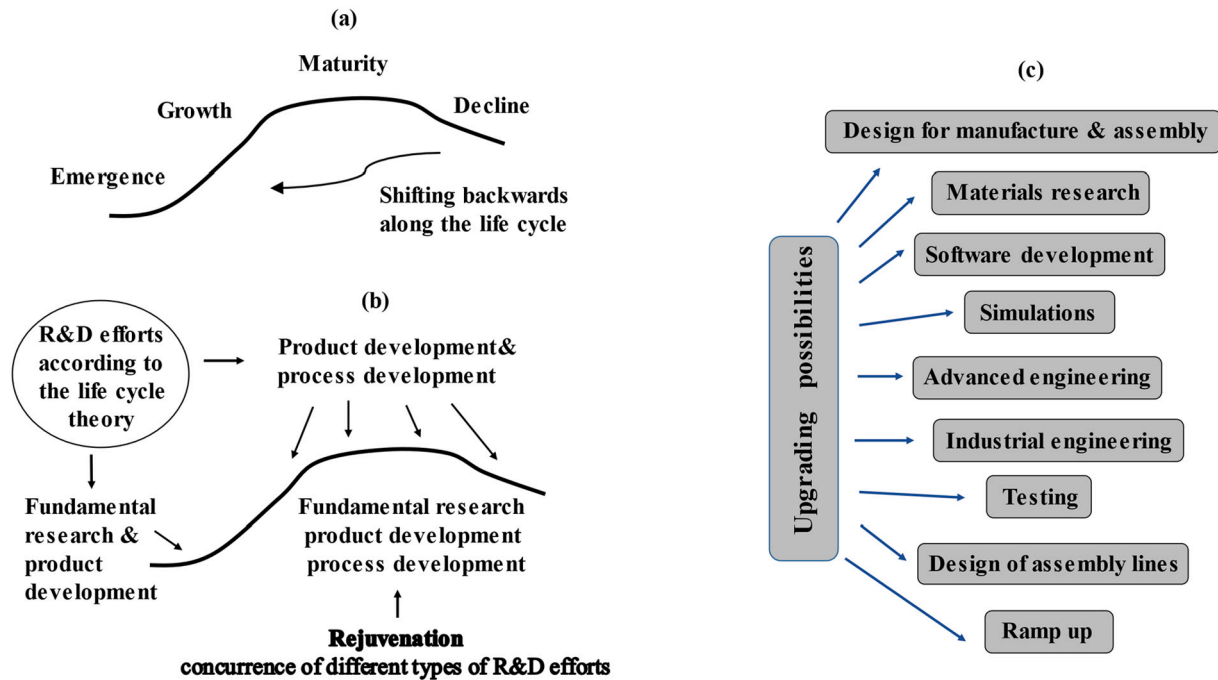 (a)
Maturity
Growth
Decline
Emergence
Shifting backwards
along the life cycle
(b)
R&D efforts
according to
the life cycle
theory
Product development&
process development
Fundamental
research &
product
development
Fundamental research
product development
process development
Rejuvenation
concurrence of different types of R&D efforts
(c)
Upgrading possibilities
Design for manufacture & assembly
Materials research
Software development
Simulations
Advanced engineering
Industrial engineering
Testing
Design of assembly lines
Ramp up